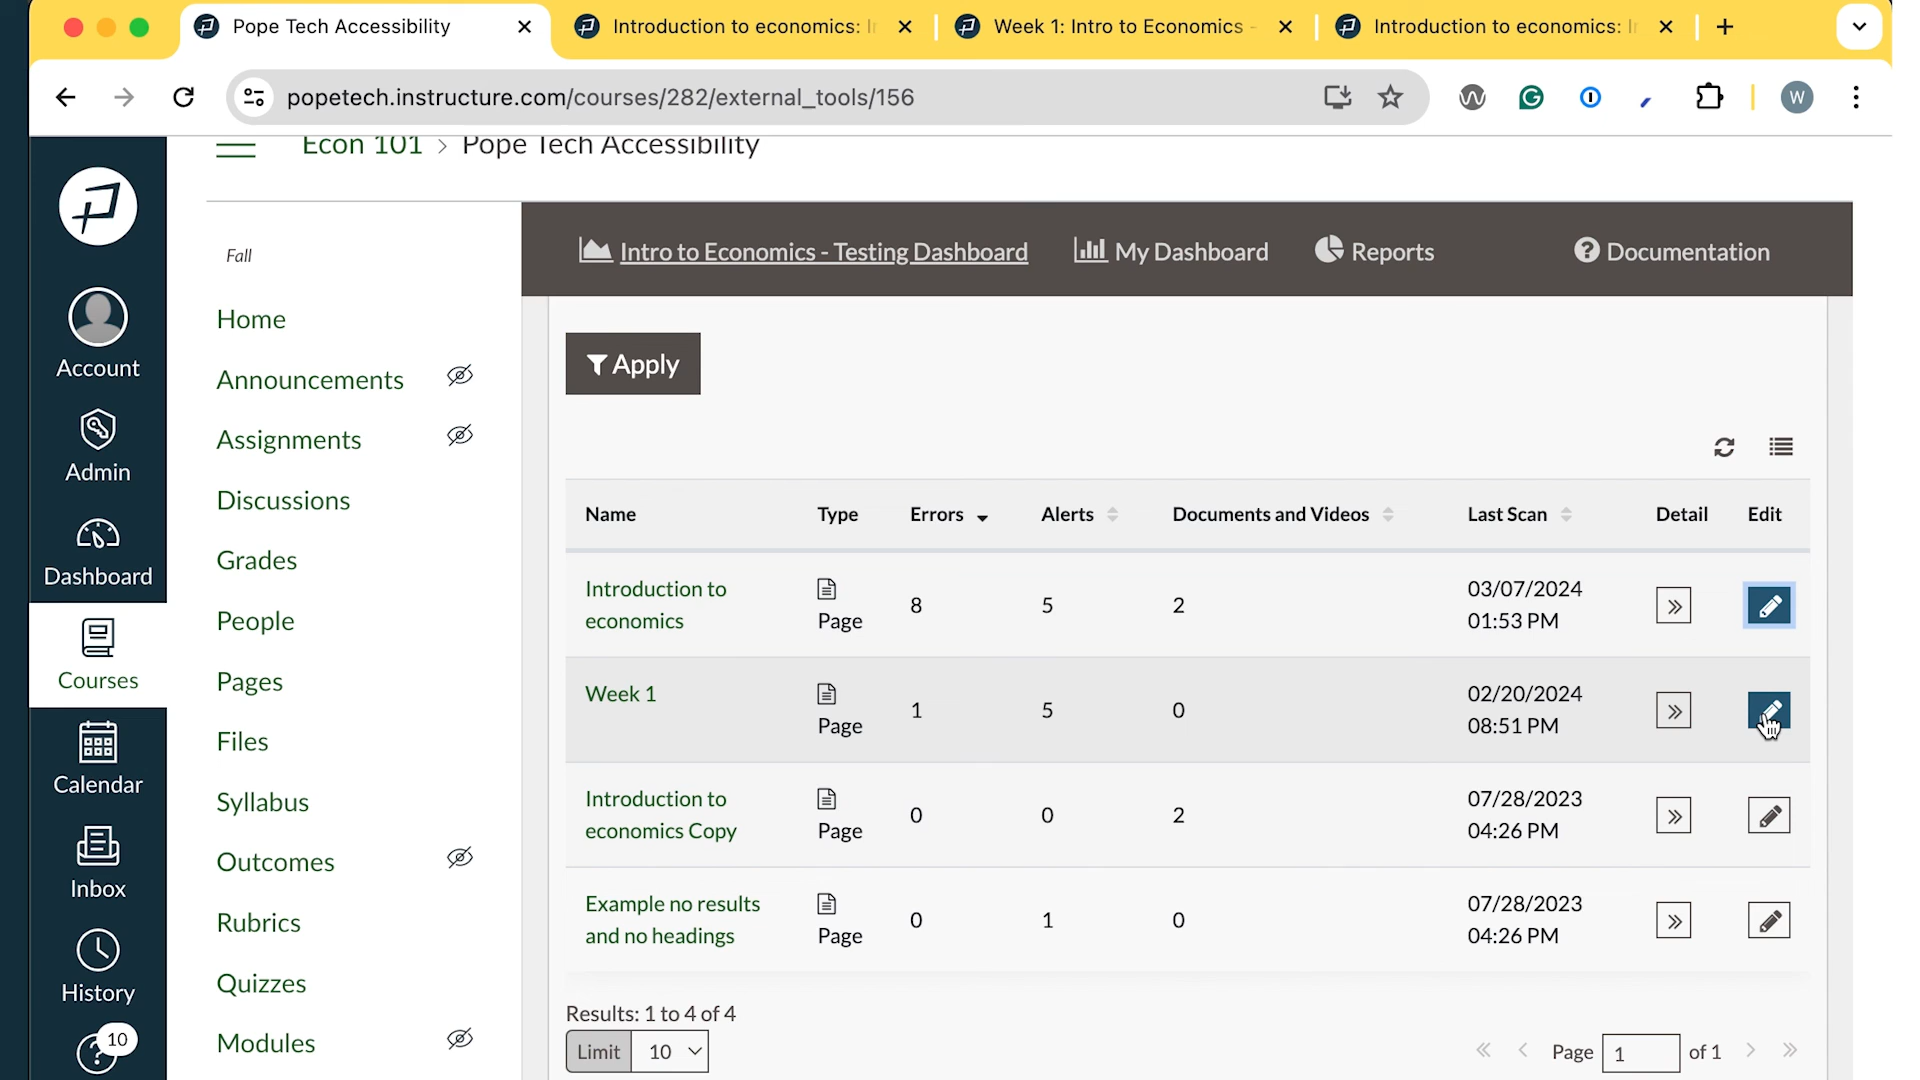 Pope Tech Accessibility
Introduction to economics: I
Week 1: Intro to Economics -
Introduction to economics: I
popetech.instructure.com/courses/282/external_tools/156
W
Econ 101 > Pope Tech Accessibility
Account
Admin
Dashboard
Courses
Calendar
Inbox
History
10
Fall
Home
Announcements
Assignments
Discussions
Grades
People
Pages
Files
Syllabus
Outcomes
Rubrics
Quizzes
Modules
Intro to Economics - Testing Dashboard
My Dashboard
Reports
Documentation
Apply
Name Type Errors Alerts Documents and Videos Last Scan Detail Edit
Introduction to
economics
Page
8
5
2
03/07/2024
01:53 PM
Week 1
Page
1
5
0
02/20/2024
08:51 PM
Introduction to
economics Copy
Page
0
0
2
07/28/2023
04:26 PM
Example no results
and no headings
Page
0
1
0
07/28/2023
04:26 PM
Results: 1 to 4 of 4
Limit 10
Page 1 of 1